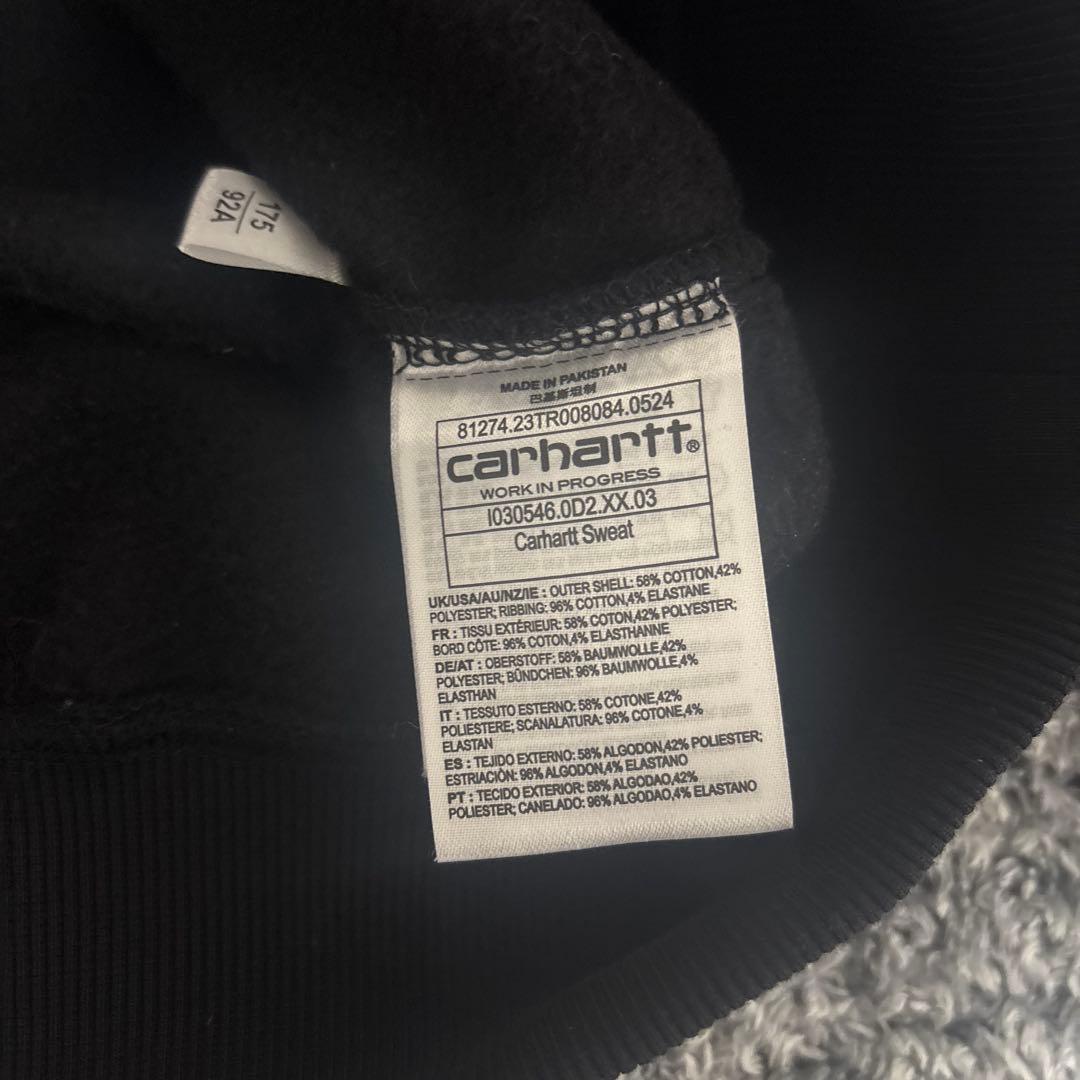 175
92A
MADE IN PAKISTAN
巴基斯坦制
81274.23TR008084.0524
carhartt®
WORK IN PROGRESS
I030546.0D2.XX.03
Carhartt Sweat
UK/USA/AU/NZ/IE : OUTER SHELL: 58% COTTON,42%
POLYESTER; RIBBING: 96% COTTON,4% ELASTANE
FR : TISSU EXTÉRIEUR: 58% COTON,42% POLYESTER;
BORD CÔTE: 96% COTON,4% ELASTHANNE
DE/AT : OBERSTOFF: 58% BAUMWOLLE,42%
POLYESTER; BÜNDCHEN: 96% BAUMWOLLE,4%
ELASTHAN
IT : TESSUTO ESTERNO: 58% COTONE,42%
POLIESTERE; SCANALATURA: 96% COTONE,4%
ELASTAN
ES : TEJIDO EXTERNO: 58% ALGODON,42% POLIESTER;
ESTRIACIÒN: 96% ALGODON,4% ELASTANO
PT : TECIDO EXTERIOR: 58% ALGODAO,42%
POLIESTER; CANELADO: 96% ALGODAO,4% ELASTANO